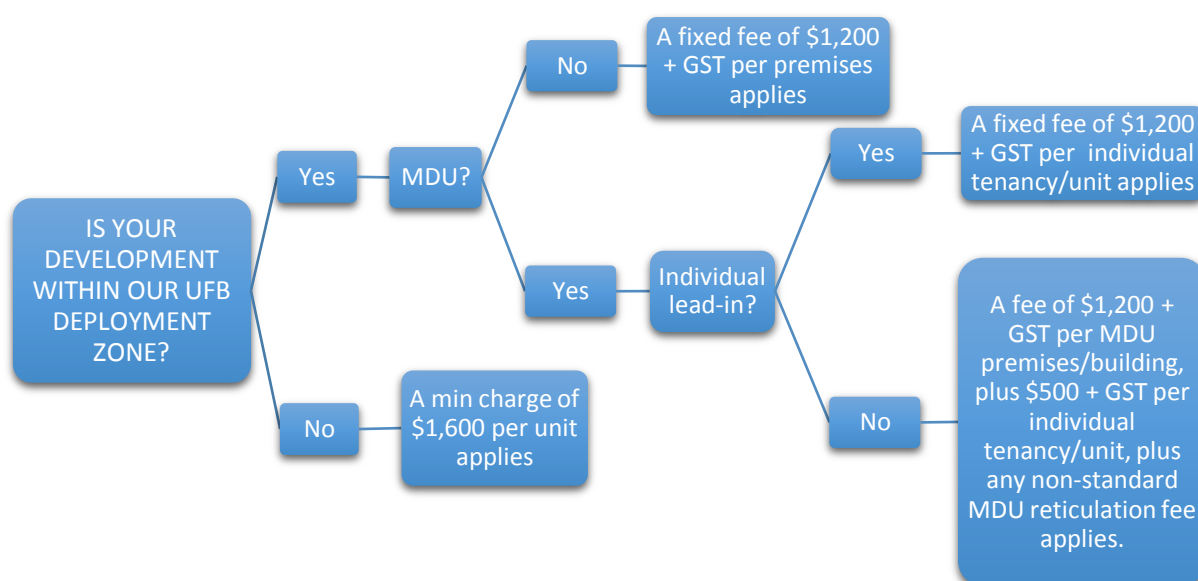 IS YOUR
DEVELOPMENT
WITHIN OUR UFB
DEPLOYMENT
ZONE?
Yes
MDU?
No
A fixed fee of $1,200
+ GST per premises
applies
Yes
Individual
lead-in?
Yes
A fixed fee of $1,200
+ GST per individual
tenancy/unit applies
No
A fee of $1,200 +
GST per MDU
premises/building,
plus $500 + GST per
individual
tenancy/unit, plus
any non-standard
MDU reticulation fee
applies.
No
A min charge of
$1,600 per unit
applies